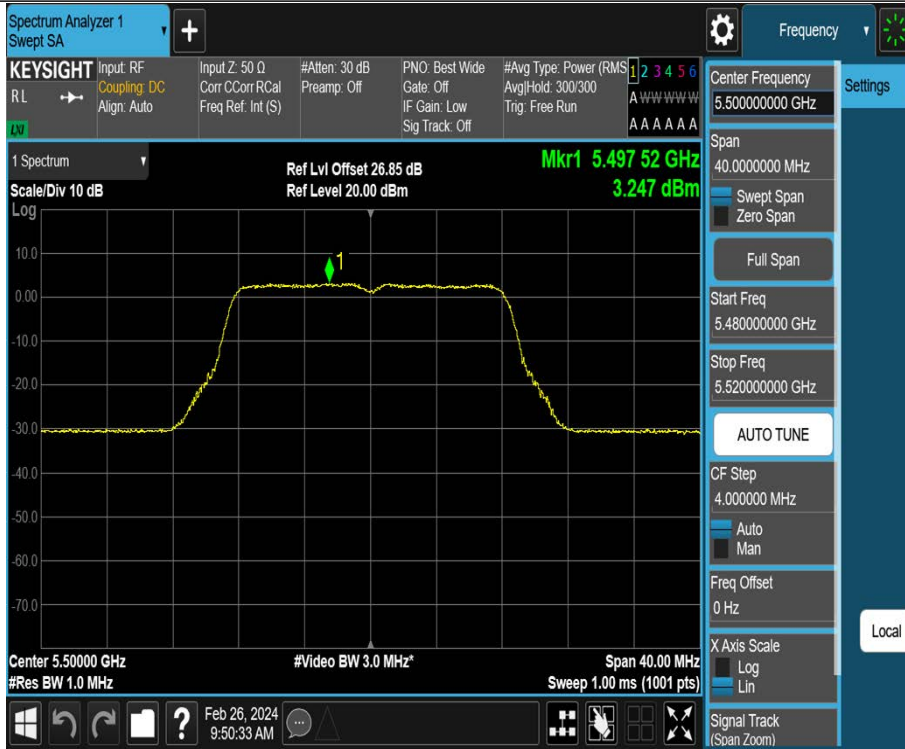 Spectrum Analyzer 1
Swept SA
+
Frequency
KEYSIGHT
RL
LXI
Input: RF
Coupling: DC
Align: Auto
Input Z: 50 Ω
Corr CCorr RCal
Freq Ref: Int (S)
#Atten: 30 dB
Preamp: Off
PNO: Best Wide
Gate: Off
IF Gain: Low
Sig Track: Off
#Avg Type: Power (RMS
Avg|Hold: 300/300
Trig: Free Run
1 2 3 4 5 6
A W W W W W
A A A A A A
Settings
1 Spectrum
Scale/Div 10 dB
Log
Ref Lvl Offset 26.85 dB
Ref Level 20.00 dBm
Mkr1 5.497 52 GHz
3.247 dBm
1
10.0
0.00
-10.0
-20.0
-30.0
-40.0
-50.0
-60.0
-70.0
Center 5.50000 GHz
#Res BW 1.0 MHz
#Video BW 3.0 MHz*
Span 40.00 MHz
Sweep 1.00 ms (1001 pts)
Center Frequency
5.500000000 GHz
Span
40.0000000 MHz
Swept Span
Zero Span
Full Span
Start Freq
5.480000000 GHz
Stop Freq
5.520000000 GHz
AUTO TUNE
CF Step
4.000000 MHz
Auto
Man
Freq Offset
0 Hz
X Axis Scale
Log
Lin
Signal Track
(Span Zoom)
Local
?
Feb 26, 2024
9:50:33 AM